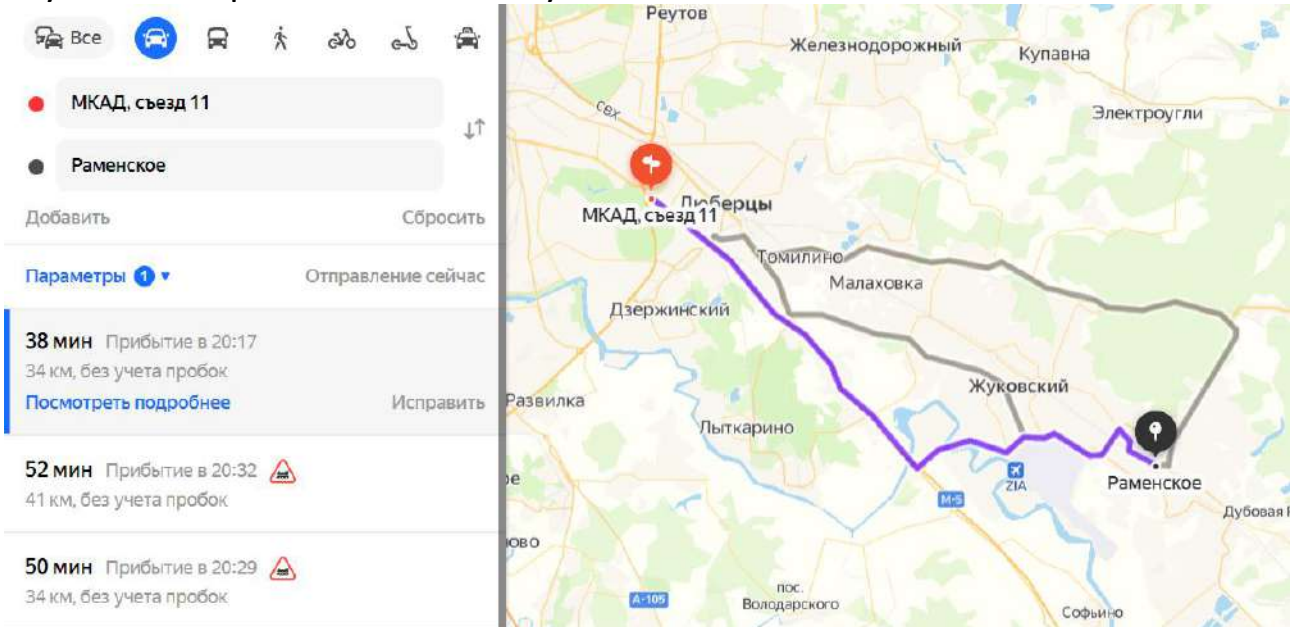 Все
МКАД, съезд 11
Раменское
Добавить
Сбросить
Параметры 1
Отправление сейчас
38 мин Прибытие в 20:17
34 км, без учета пробок
Посмотреть подробнее
Исправить
52 мин Прибытие в 20:32
41 км, без учета пробок
50 мин Прибытие в 20:29
34 км, без учета пробок
Реутов
Железнодорожный
Купавна
СВХ
Электроугли
Люберцы
МКАД, съезд 11
Томилино
Малаховка
Дзержинский
Жуковский
Развилка
Лыткарино
ZIA
Раменское
М-5
Дубовая
ово
А-105
пос.
Володарского
Софьино